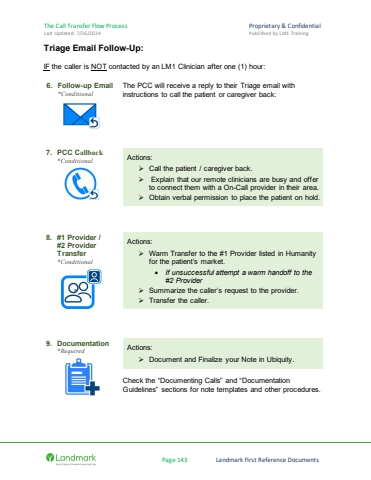 The Call Transfer Flow Process
Proprietary & Confidential
Last updated: 7/26/2024
Published by LM1 Training
Triage Email Follow-Up:
IF the caller is NOT contacted by an LM1 Clinician after one (1) hour:
6. Follow-up Email
*Conditional
The PCC will receive a reply to their Triage email with
instructions to call the patient or caregiver back:
7. PCC Callback
*Conditional
Actions:
➤ Call the patient / caregiver back.
➤ Explain that our remote clinicians are busy and offer
to connect them with a On-Call provider in their area.
➤ Obtain verbal permission to place the patient on hold.
8. #1 Provider /
#2 Provider
Transfer
*Conditional
Actions:
➤ Warm Transfer to the #1 Provider listed in Humanity
for the patient's market.
• If unsuccessful attempt a warm handoff to the
#2 Provider
➤ Summarize the caller's request to the provider.
➤ Transfer the caller.
9. Documentation
*Required
Actions:
➤ Document and Finalize your Note in Ubiquity.
Check the "Documenting Calls" and "Documentation
Guidelines" sections for note templates and other procedures.
Landmark
Page 143
Landmark First Reference Documents